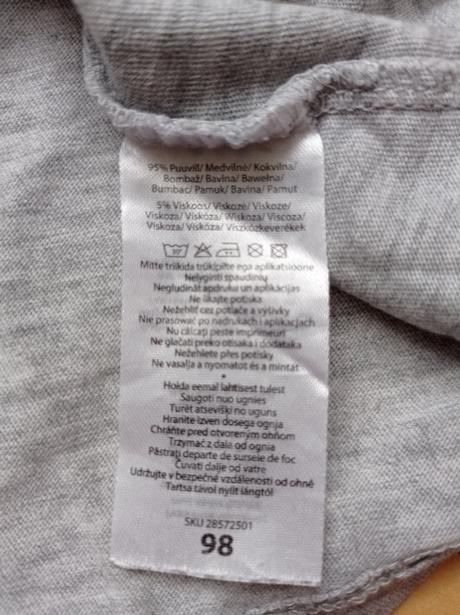 95% Puuvill/ Medvilnė/ Kokvilna/
Bombaž/ Bavlna/ Bawełna/
Bumbac/ Pamuk/ Bavlna/ Pamut
5% Viskoos/ Viskozė/ Viskoze/
Viskoza/ Viskóza/ Wiskoza/ Viscoza/
Viskoza/ Viskóza/ Viszkózkeverékek
Mitte triikida trükipilte ega aplikatsioone
Nelyginti spaudinių
Negludināt apdruku un aplikācijas
Ne likajte potiska
Nežehliť cez potlače a výšivky
Nie prasować po nadrukach i aplikacjach
Nu călcați peste imprimeuri
Ne glačati preko otisaka i dodataka
Nežehlete přes potisky
Ne vasalja a nyomatot és a mintát
•
Hoida eemal lahtisest tulest
Saugoti nuo ugnies
Turēt atsevišķi no uguns
Hranite izven dosega ognja
Chráňte pred otvoreným ohňom
Trzymać z dala od ognia
Păstrați departe de sursele de foc
Čuvati dalje od vatre
Udržujte v bezpečné vzdálenosti od ohně
Tartsa távol nyílt lángtól
SKU 28572501
98